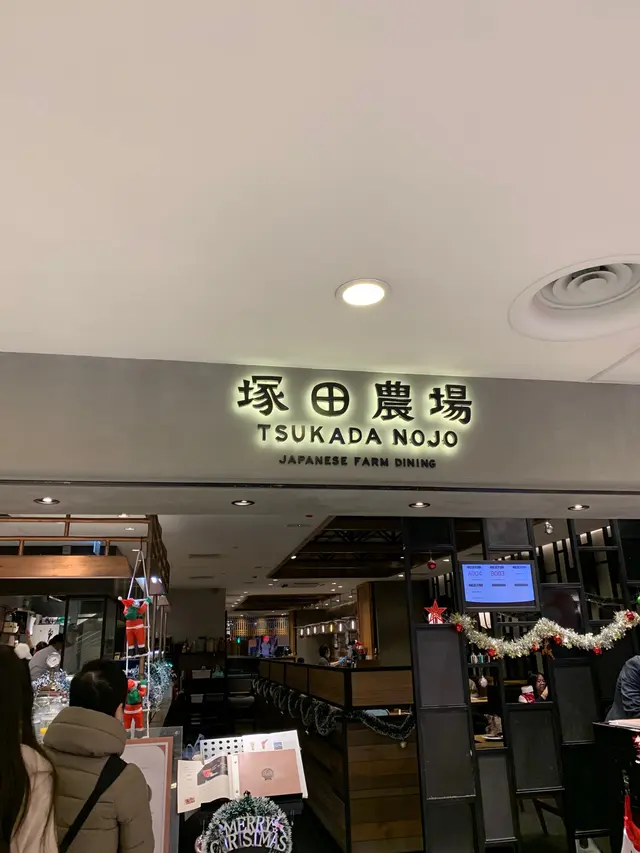 塚田農場
TSUKADA NOJO
JAPANESE FARM DINING
MERRY
CHRISTMAS